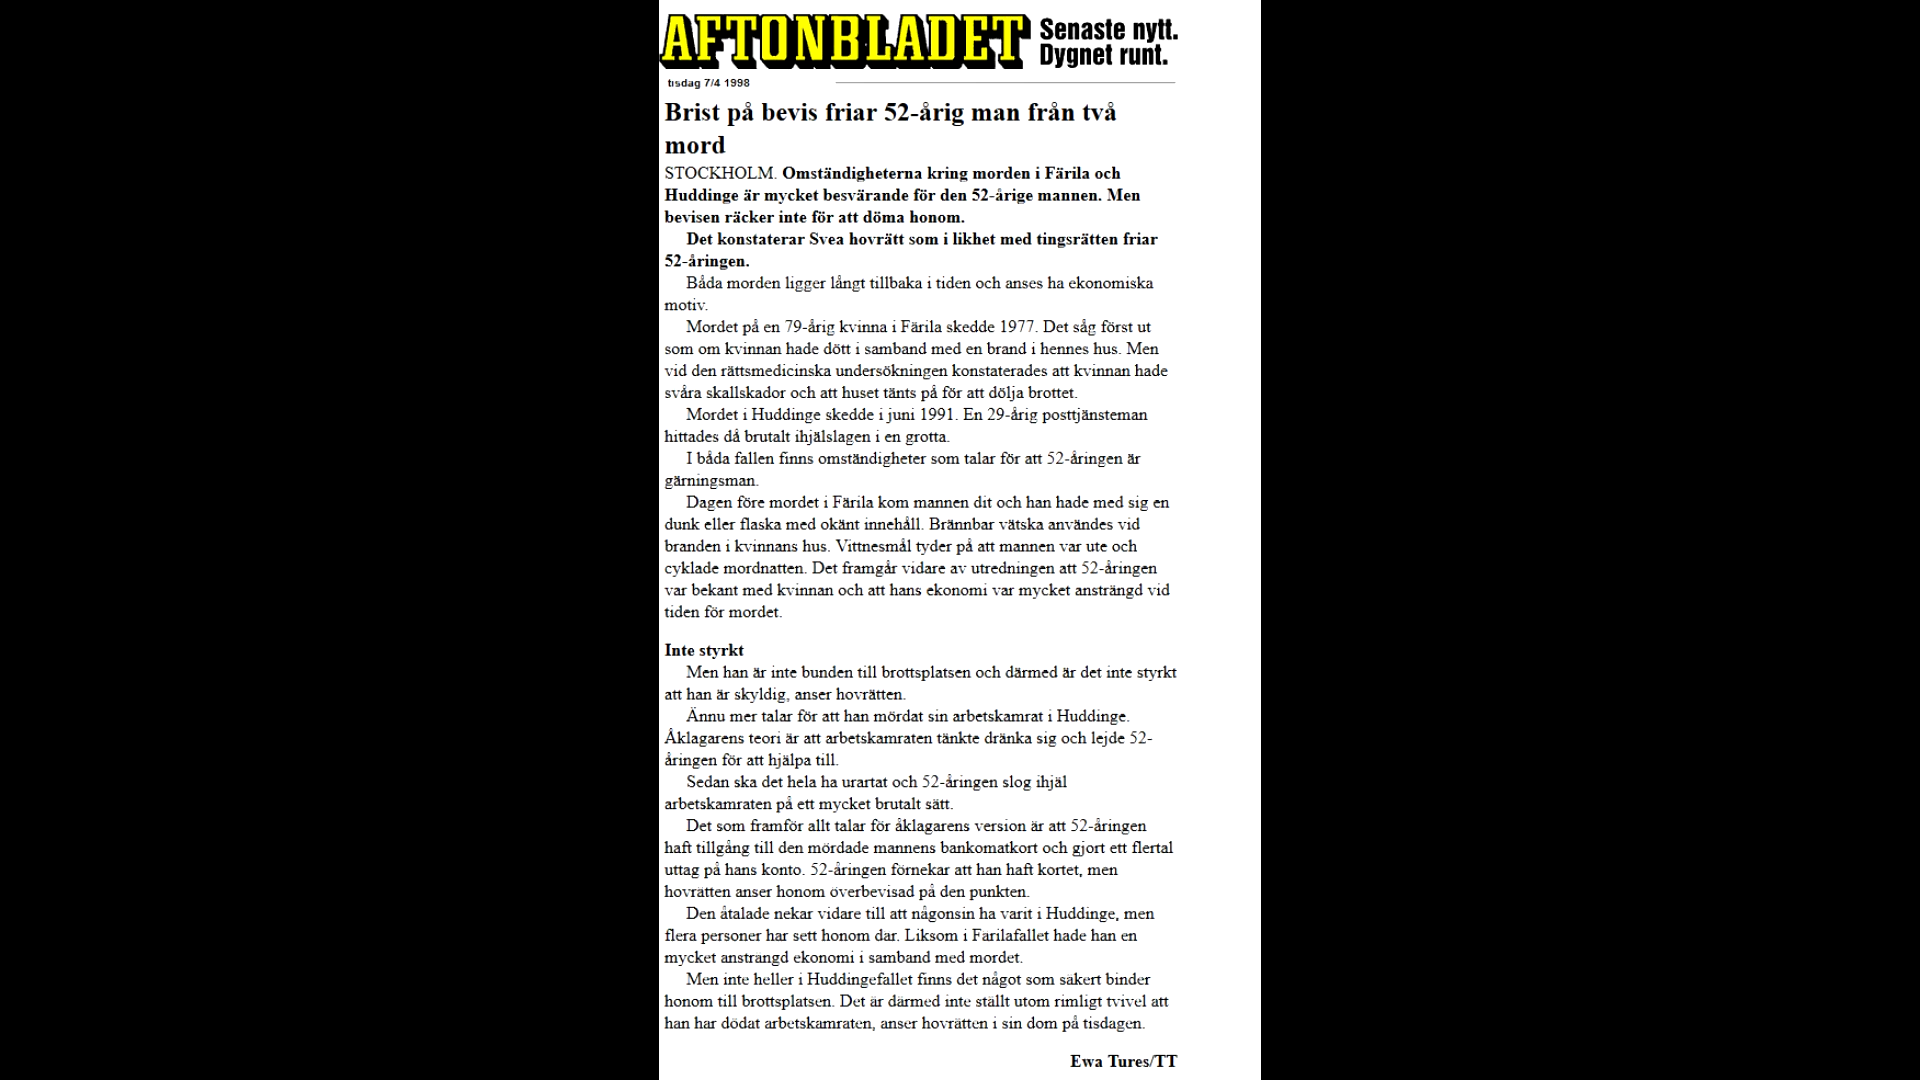 AFTONBLADET Senaste nytt.
Dygnet runt.
tisdag 7/4 1998
Brist på bevis friar 52-årig man från två
mord
STOCKHOLM. Omständigheterna kring morden i Färila och
Huddinge är mycket besvärande för den 52-årige mannen. Men
bevisen räcker inte för att döma honom.
Det konstaterar Svea hovrätt som i likhet med tingsrätten friar
52-åringen.
Båda morden ligger långt tillbaka i tiden och anses ha ekonomiska
motiv.
Mordet på en 79-årig kvinna i Färila skedde 1977. Det såg först ut
som om kvinnan hade dött i samband med en brand i hennes hus. Men
vid den rättsmedicinska undersökningen konstaterades att kvinnan hade
svåra skallskador och att huset tänts på för att dölja brottet.
Mordet i Huddinge skedde i juni 1991. En 29-årig posttjänsteman
hittades då brutalt ihjälslagen i en grotta.
I båda fallen finns omständigheter som talar för att 52-åringen är
gärningsman.
Dagen före mordet i Färila kom mannen dit och han hade med sig en
dunk eller flaska med okänt innehåll. Brännbar vätska användes vid
branden i kvinnans hus. Vittnesmål tyder på att mannen var ute och
cyklade mordnatten. Det framgår vidare av utredningen att 52-åringen
var bekant med kvinnan och att hans ekonomi var mycket ansträngd vid
tiden för mordet.
Inte styrkt
Men han är inte bunden till brottsplatsen och därmed är det inte styrkt
att han är skyldig, anser hovrätten.
Ännu mer talar för att han mördat sin arbetskamrat i Huddinge.
Åklagarens teori är att arbetskamraten tänkte dränka sig och lejde 52-
åringen för att hjälpa till.
Sedan ska det hela ha urartat och 52-åringen slog ihjäl
arbetskamraten på ett mycket brutalt sätt.
Det som framför allt talar för åklagarens version är att 52-åringen
haft tillgång till den mördade mannens bankomatkort och gjort ett flertal
uttag på hans konto. 52-åringen förnekar att han haft kortet, men
hovrätten anser honom överbevisad på den punkten.
Den åtalade nekar vidare till att någonsin ha varit i Huddinge, men
flera personer har sett honom där. Liksom i Färilafallet hade han en
mycket ansträngd ekonomi i samband med mordet.
Men inte heller i Huddingefallet finns det något som säkert binder
honom till brottsplatsen. Det är därmed inte ställt utom rimligt tvivel att
han har dödat arbetskamraten, anser hovrätten i sin dom på tisdagen.
Ewa Tures/TT